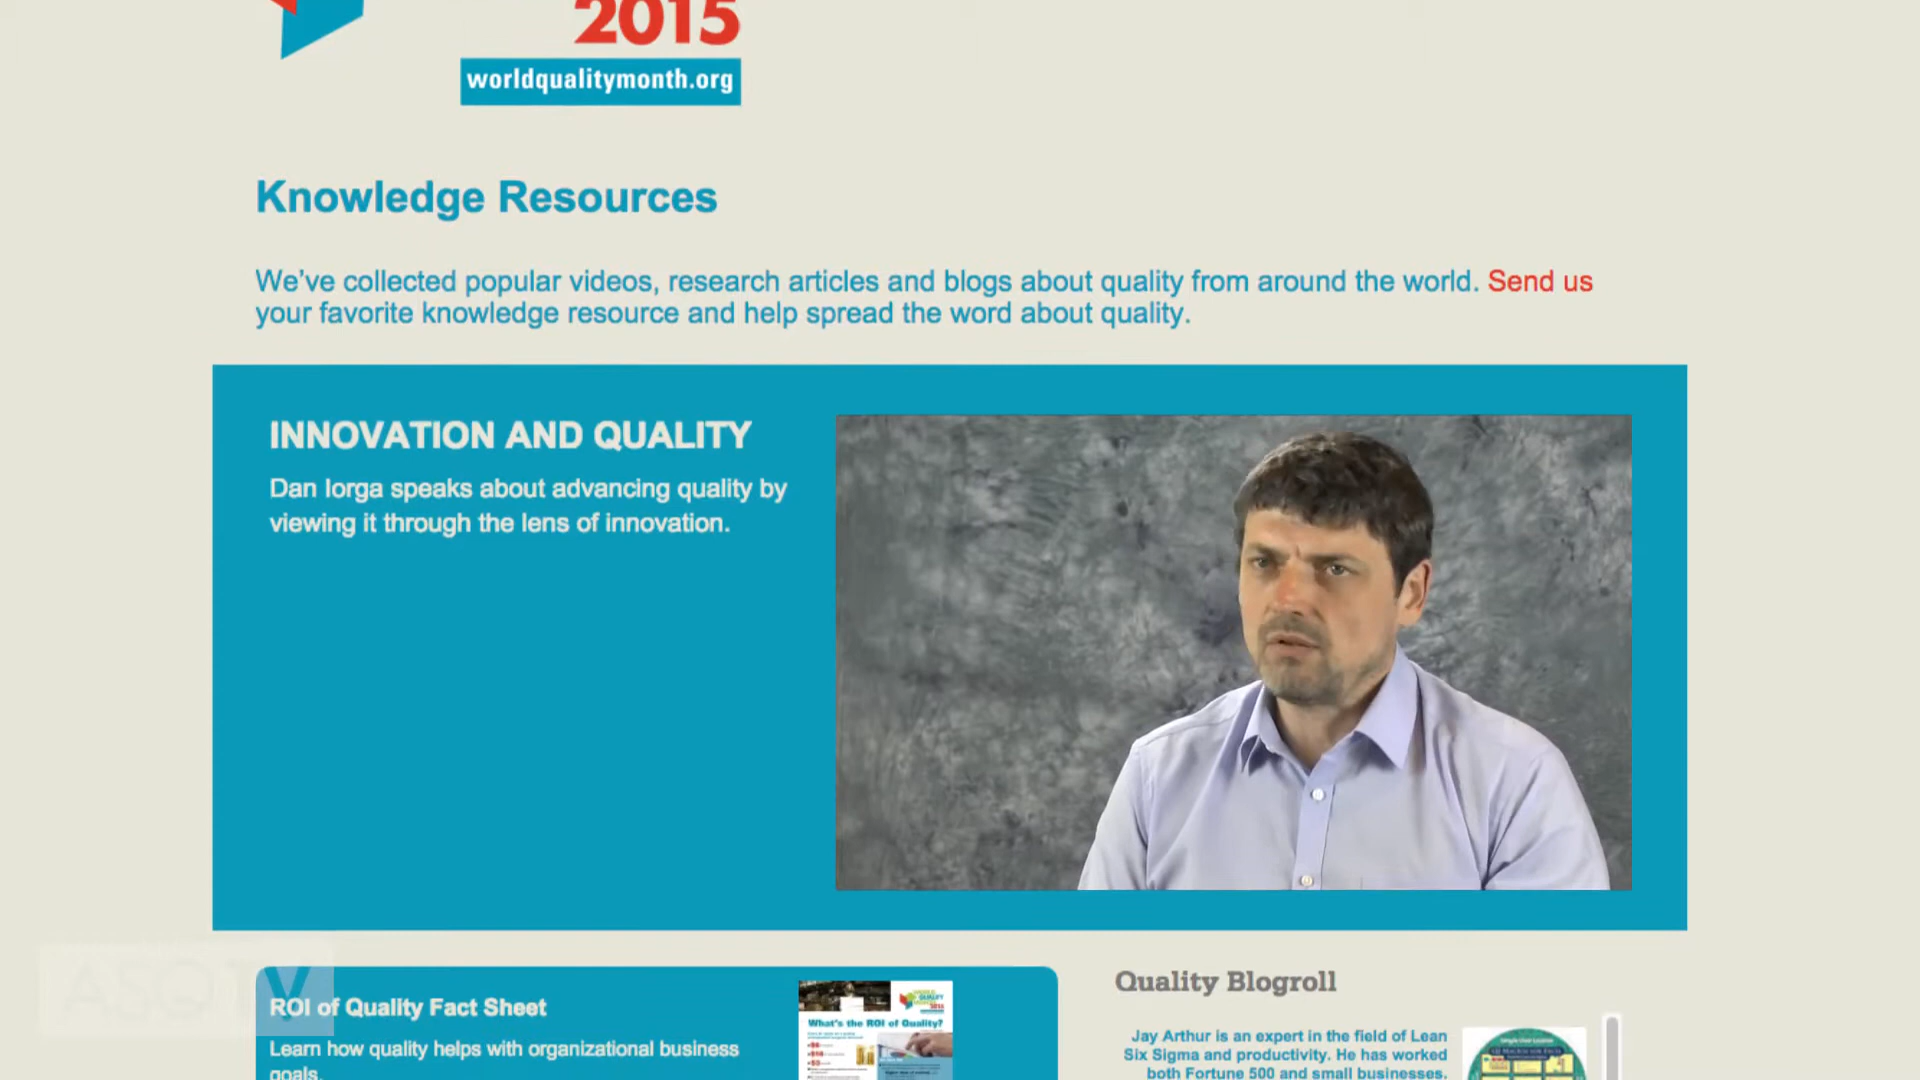 2015
worldqualitymonth.org
Knowledge Resources
We've collected popular videos, research articles and blogs about quality from around the world. Send us
your favorite knowledge resource and help spread the word about quality.
INNOVATION AND QUALITY
Dan Iorga speaks about advancing quality by
viewing it through the lens of innovation.
ASQTV
ROI of Quality Fact Sheet
Learn how quality helps with organizational business
goals.
What's the ROI of Quality?
Quality Blogroll
Jay Arthur is an expert in the field of Lean
Six Sigma and productivity. He has worked
both Fortune 500 and small businesses.